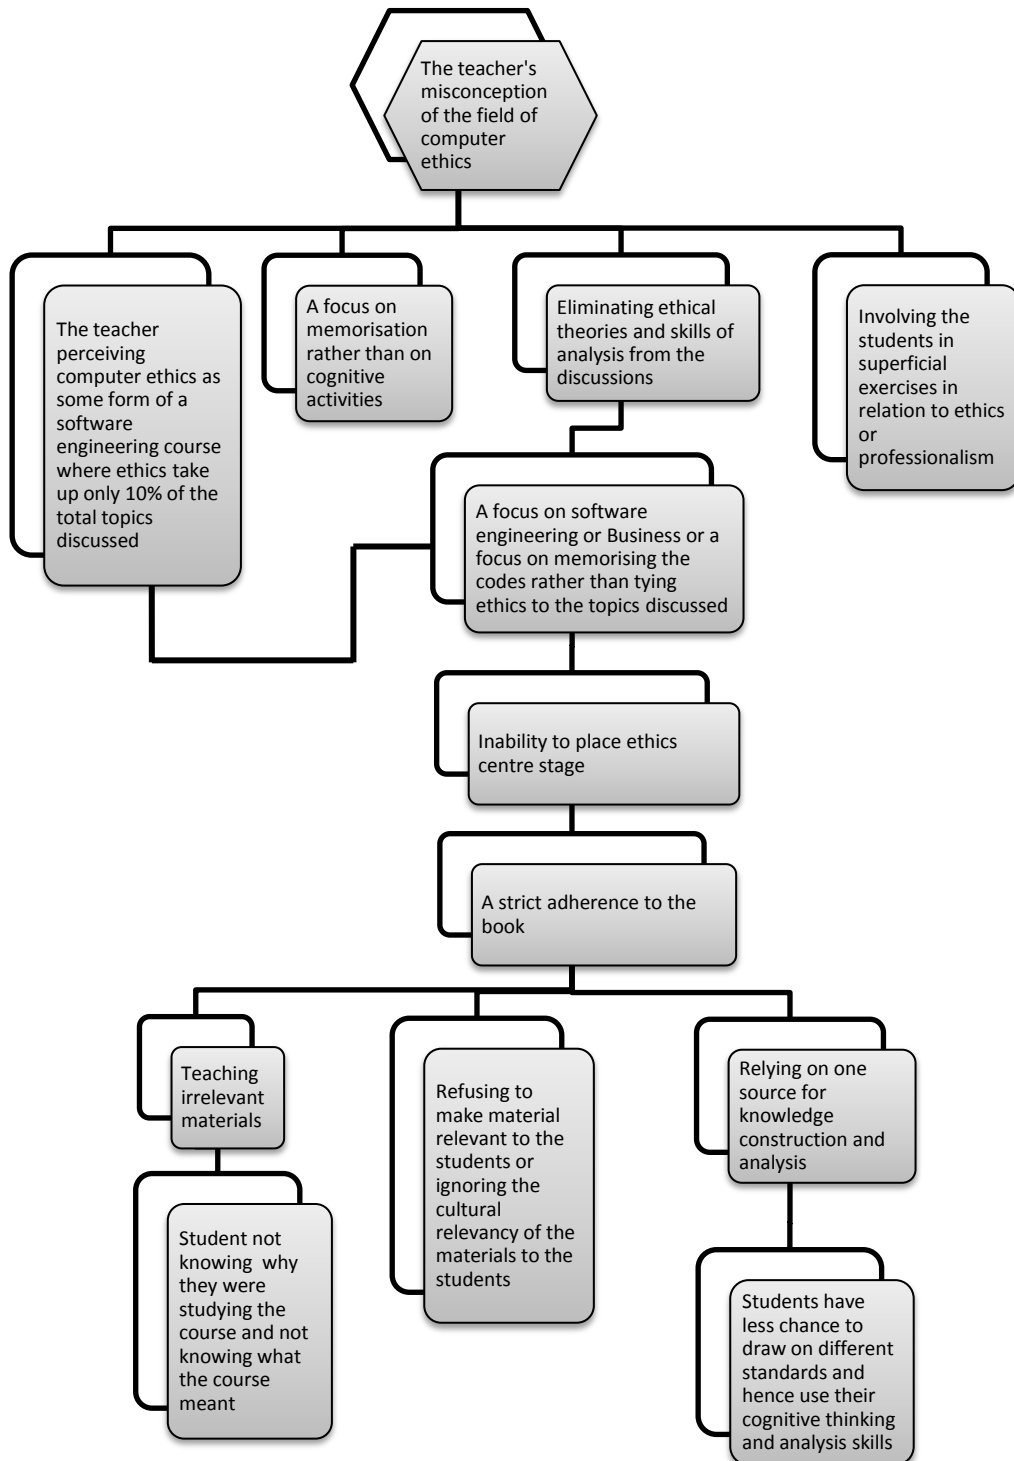 The teacher's
misconception
of the field of
computer
ethics
The teacher
perceiving
computer ethics as
some form of a
software
engineering course
where ethics take
up only 10% of the
total topics
discussed
A focus on
memorisation
rather than on
cognitive
activities
Eliminating ethical
theories and skills of
analysis from the
discussions
Involving the
students in
superficial
exercises in
relation to ethics
or
professionalism
A focus on software
engineering or Business or a
focus on memorising the
codes rather than tying
ethics to the topics discussed
Inability to place ethics
centre stage
A strict adherence to the
book
Teaching
irrelevant
materials
Refusing to
make material
relevant to the
students or
ignoring the
cultural
relevancy of the
materials to the
students
Relying on one
source for
knowledge
construction and
analysis
Student not
knowing why
they were
studying the
course and not
knowing what
the course
meant
Students have
less chance to
draw on different
standards and
hence use their
cognitive thinking
and analysis skills